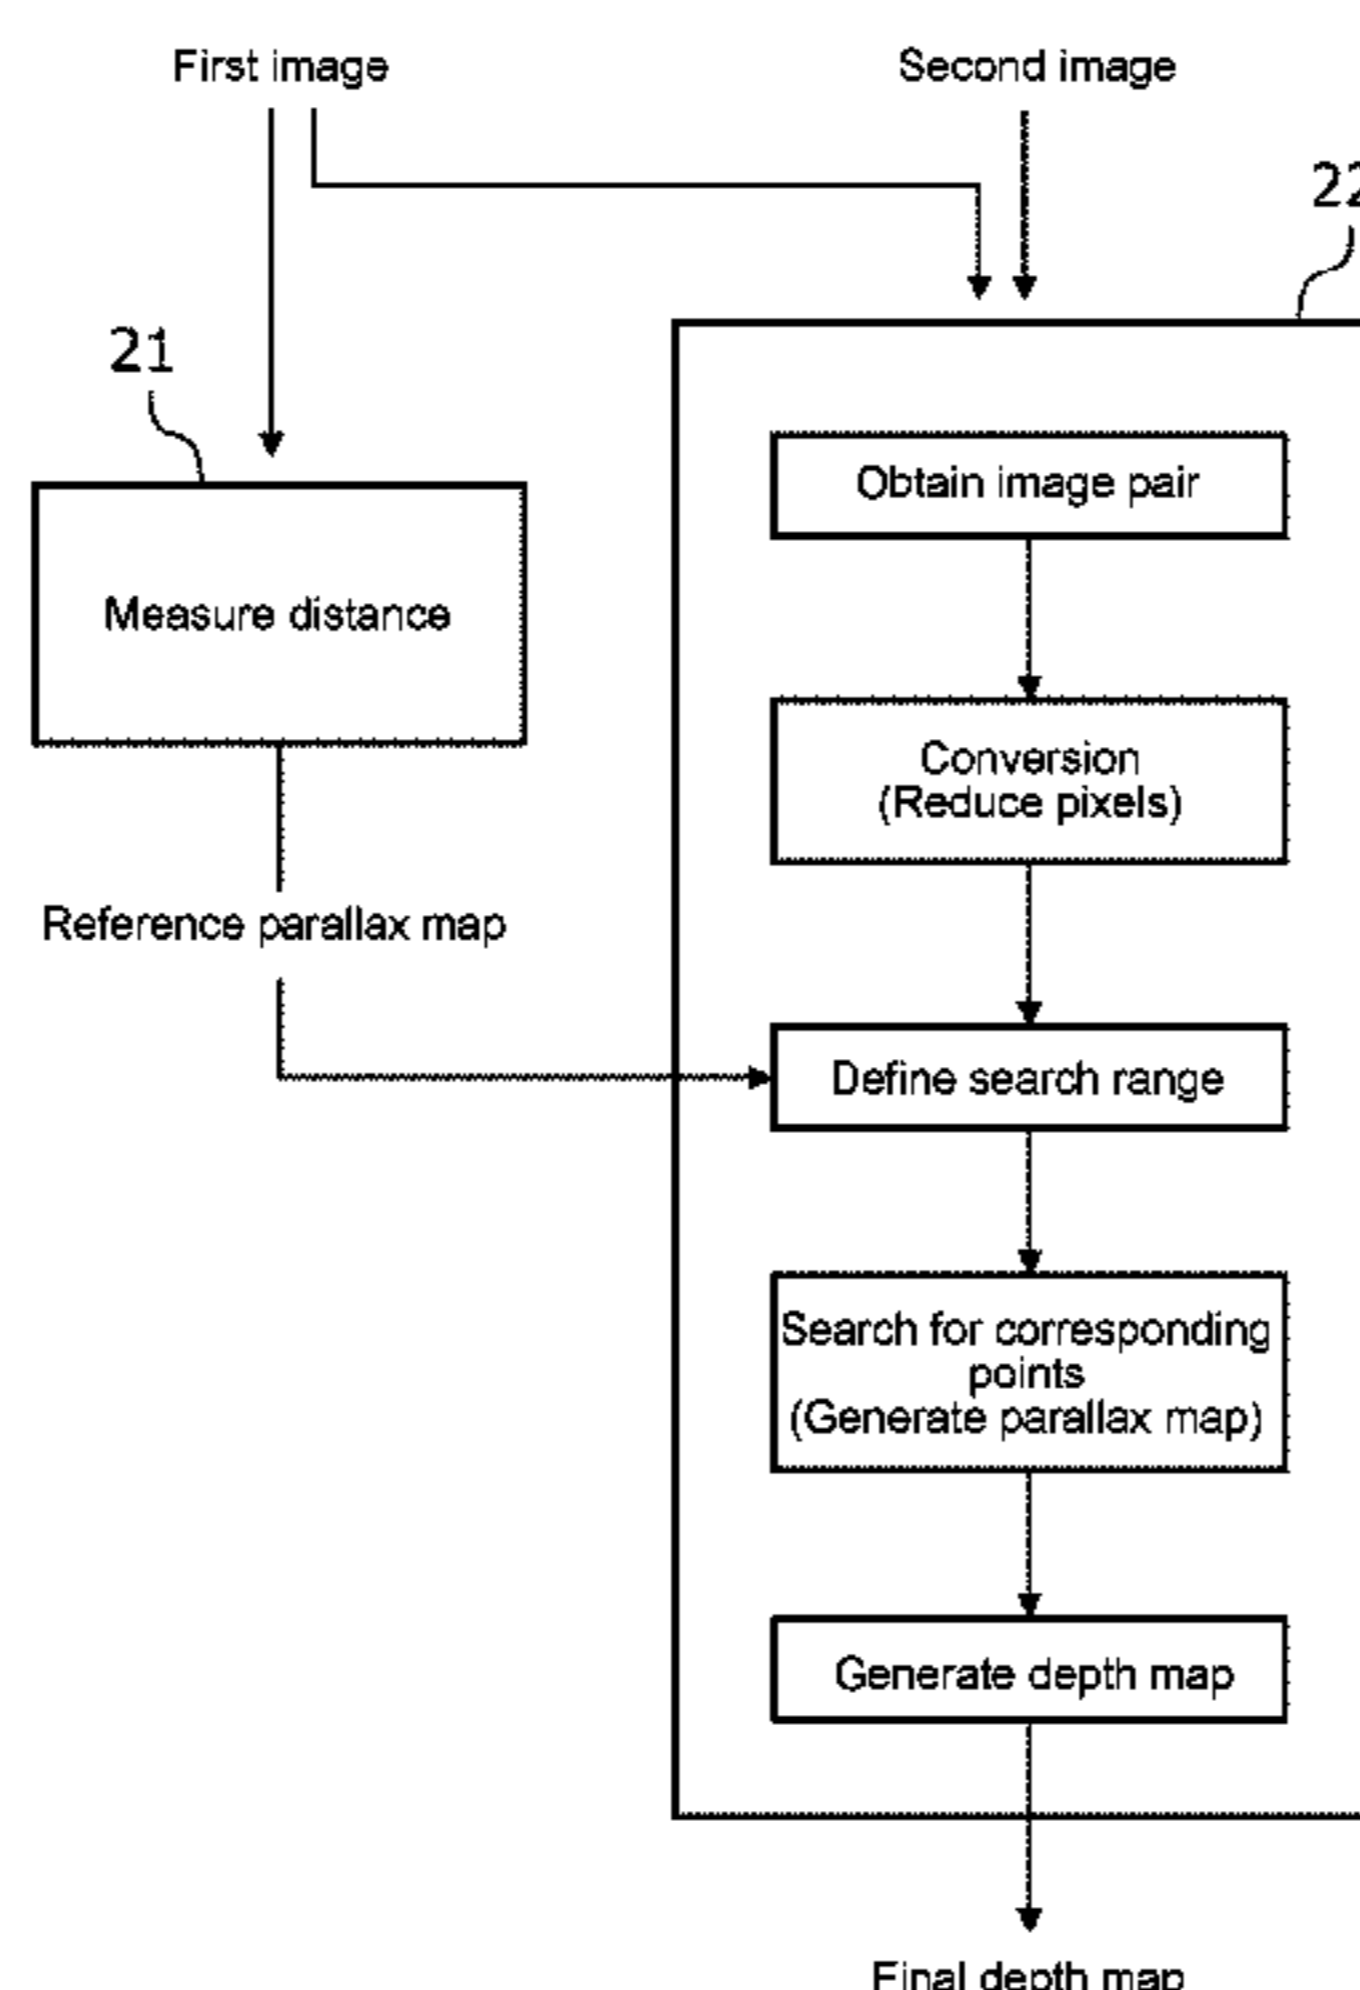 First image
Second image
22
21
Obtain image pair
Measure distance
Conversion
(Reduce pixels)
Reference parallax map
Define search range
Search for corresponding
points
(Generate parallax map)
Generate depth map
Final depth map